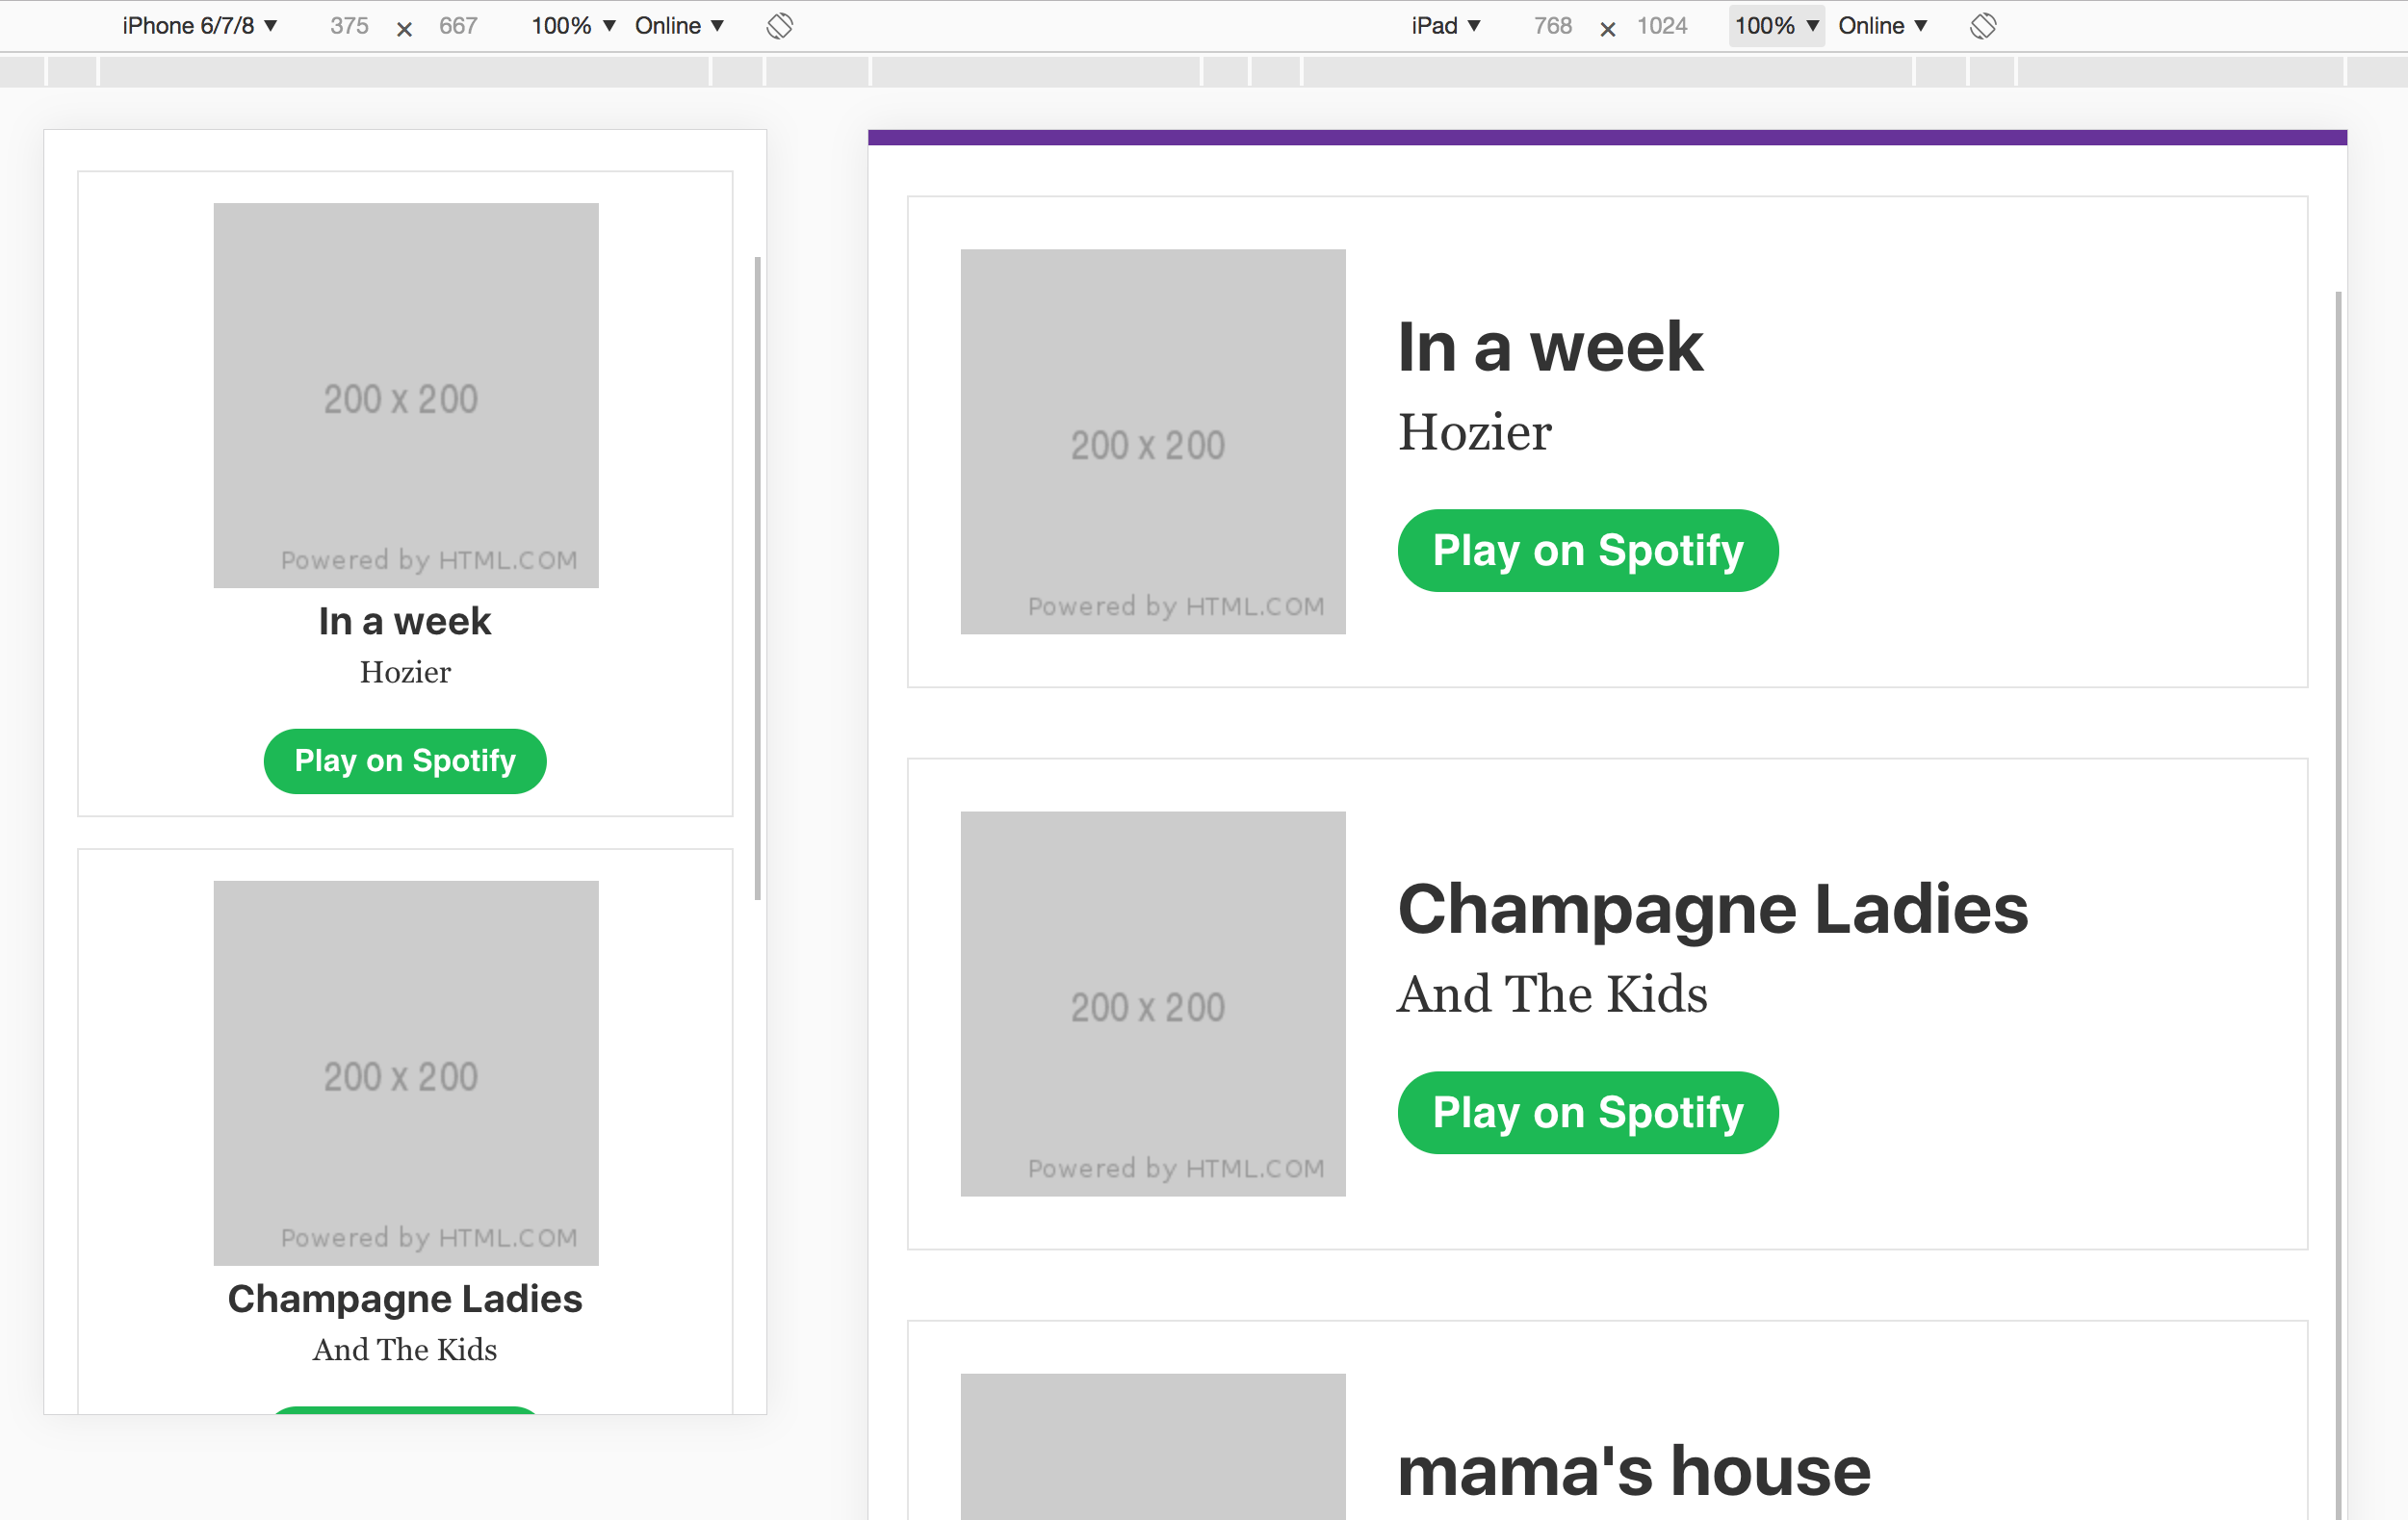 iPhone 6/7/8 ▼ 375 × 667 100% ▼ Online ▼
iPad ▼ 768 × 1024 100% ▼ Online ▼
200 x 200
Powered by HTML.COM
In a week
Hozier
Play on Spotify
200 x 200
Powered by HTML.COM
Champagne Ladies
And The Kids
200 x 200
Powered by HTML.COM
In a week
Hozier
Play on Spotify
200 x 200
Powered by HTML.COM
Champagne Ladies
And The Kids
Play on Spotify
mama's house